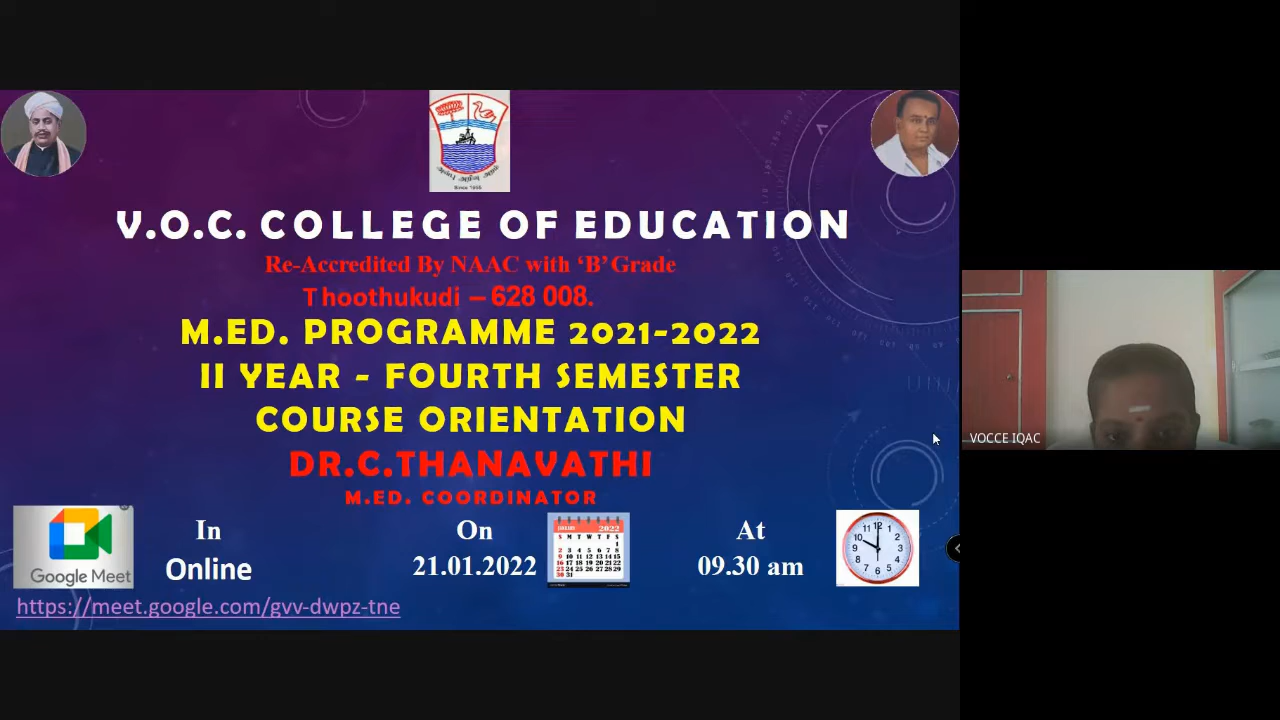 V.O.C. COLLEGE OF EDUCATION
Re-Accredited By NAAC with ‘B’ Grade
Thoothukudi – 628 008.
M.ED. PROGRAMME 2021-2022
II YEAR - FOURTH SEMESTER
COURSE ORIENTATION
DR.C.THANAVATHI
M.ED. COORDINATOR
In
Online
On
21.01.2022
At
09.30 am
Google Meet
https://meet.google.com/gvv-dwpz-tne
VOCCE IQAC